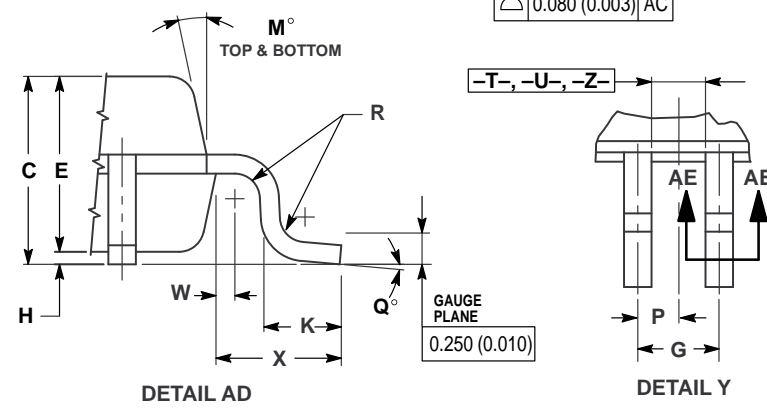 0.080 (0.003) AC
M°
TOP & BOTTOM
–T–, –U–, –Z–
R
C
E
AE
AE
W
H
K
Q°
X
GAUGE
PLANE
0.250 (0.010)
P
G
DETAIL AD
DETAIL Y